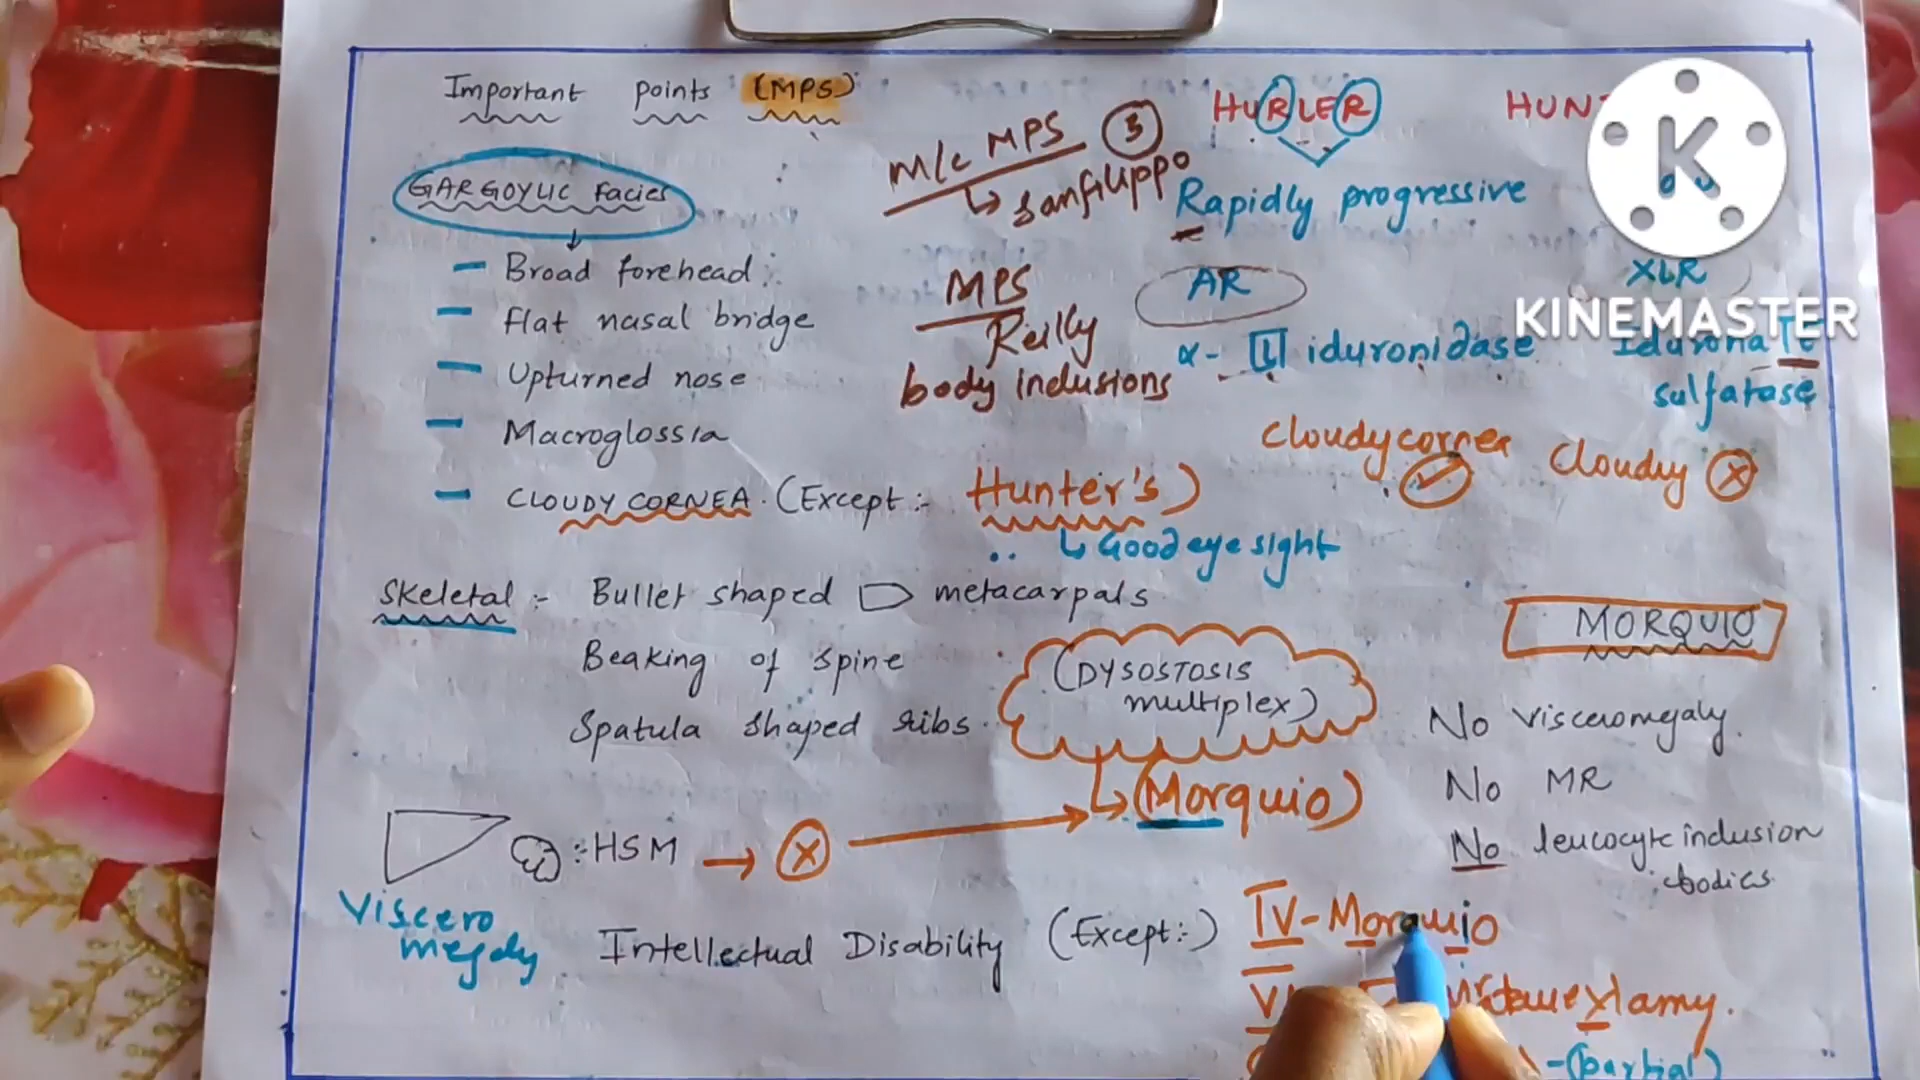 Important points (MPS)
GARGOYLIC Facies
Broad forehead
Flat nasal bridge
Upturned nose
Macroglossia
CLOUDY CORNEA. (Except:- Hunter's)
↳ Good eye sight
M/c MPS 3
↳ Sanfilippo
MPS
Reilly
body inclusions
HURLER
Rapidly progressive
AR
α- L iduronidase
cloudy cornea
HUN
XLR
sulfatase
Cloudy
K
KINEMASTER
Skeletal :- Bullet shaped metacarpals
Beaking of spine
Spatula shaped ribs
(DYSOSTOSIS
multiplex)
↳ (Morquio)
:- HSM → X
Viscero
megaly
Intellectual Disability (Except:-) IV - Morquio
MORQUIO
No visceromegaly.
No MR
No leucocyte inclusion
bodies
lamy.
-(partial)